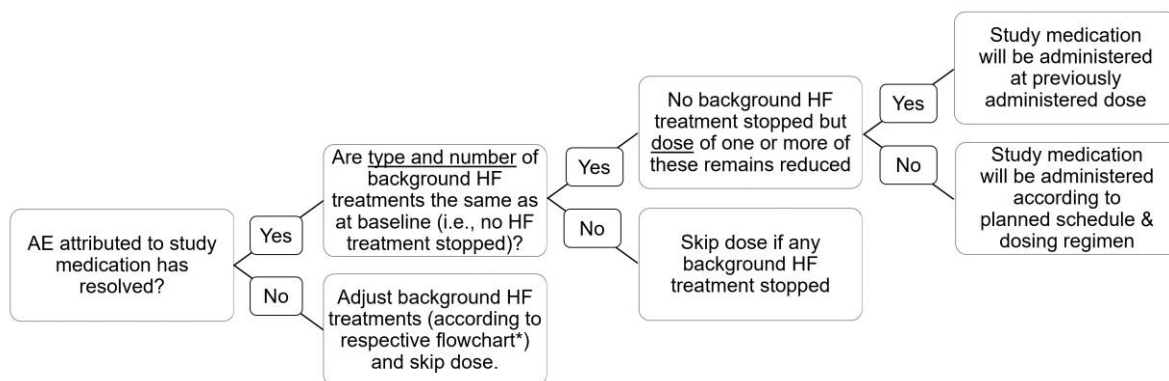 AE attributed to study
medication has
resolved?
Yes
No
Are type and number of
background HF
treatments the same as
at baseline (i.e., no HF
treatment stopped)?
Adjust background HF
treatments (according to
respective flowchart*)
and skip dose.
Yes
No
No background HF
treatment stopped but
dose of one or more of
these remains reduced
Skip dose if any
background HF
treatment stopped
Yes
No
Study medication
will be administered
at previously
administered dose
Study medication
will be administered
according to
planned schedule &
dosing regimen